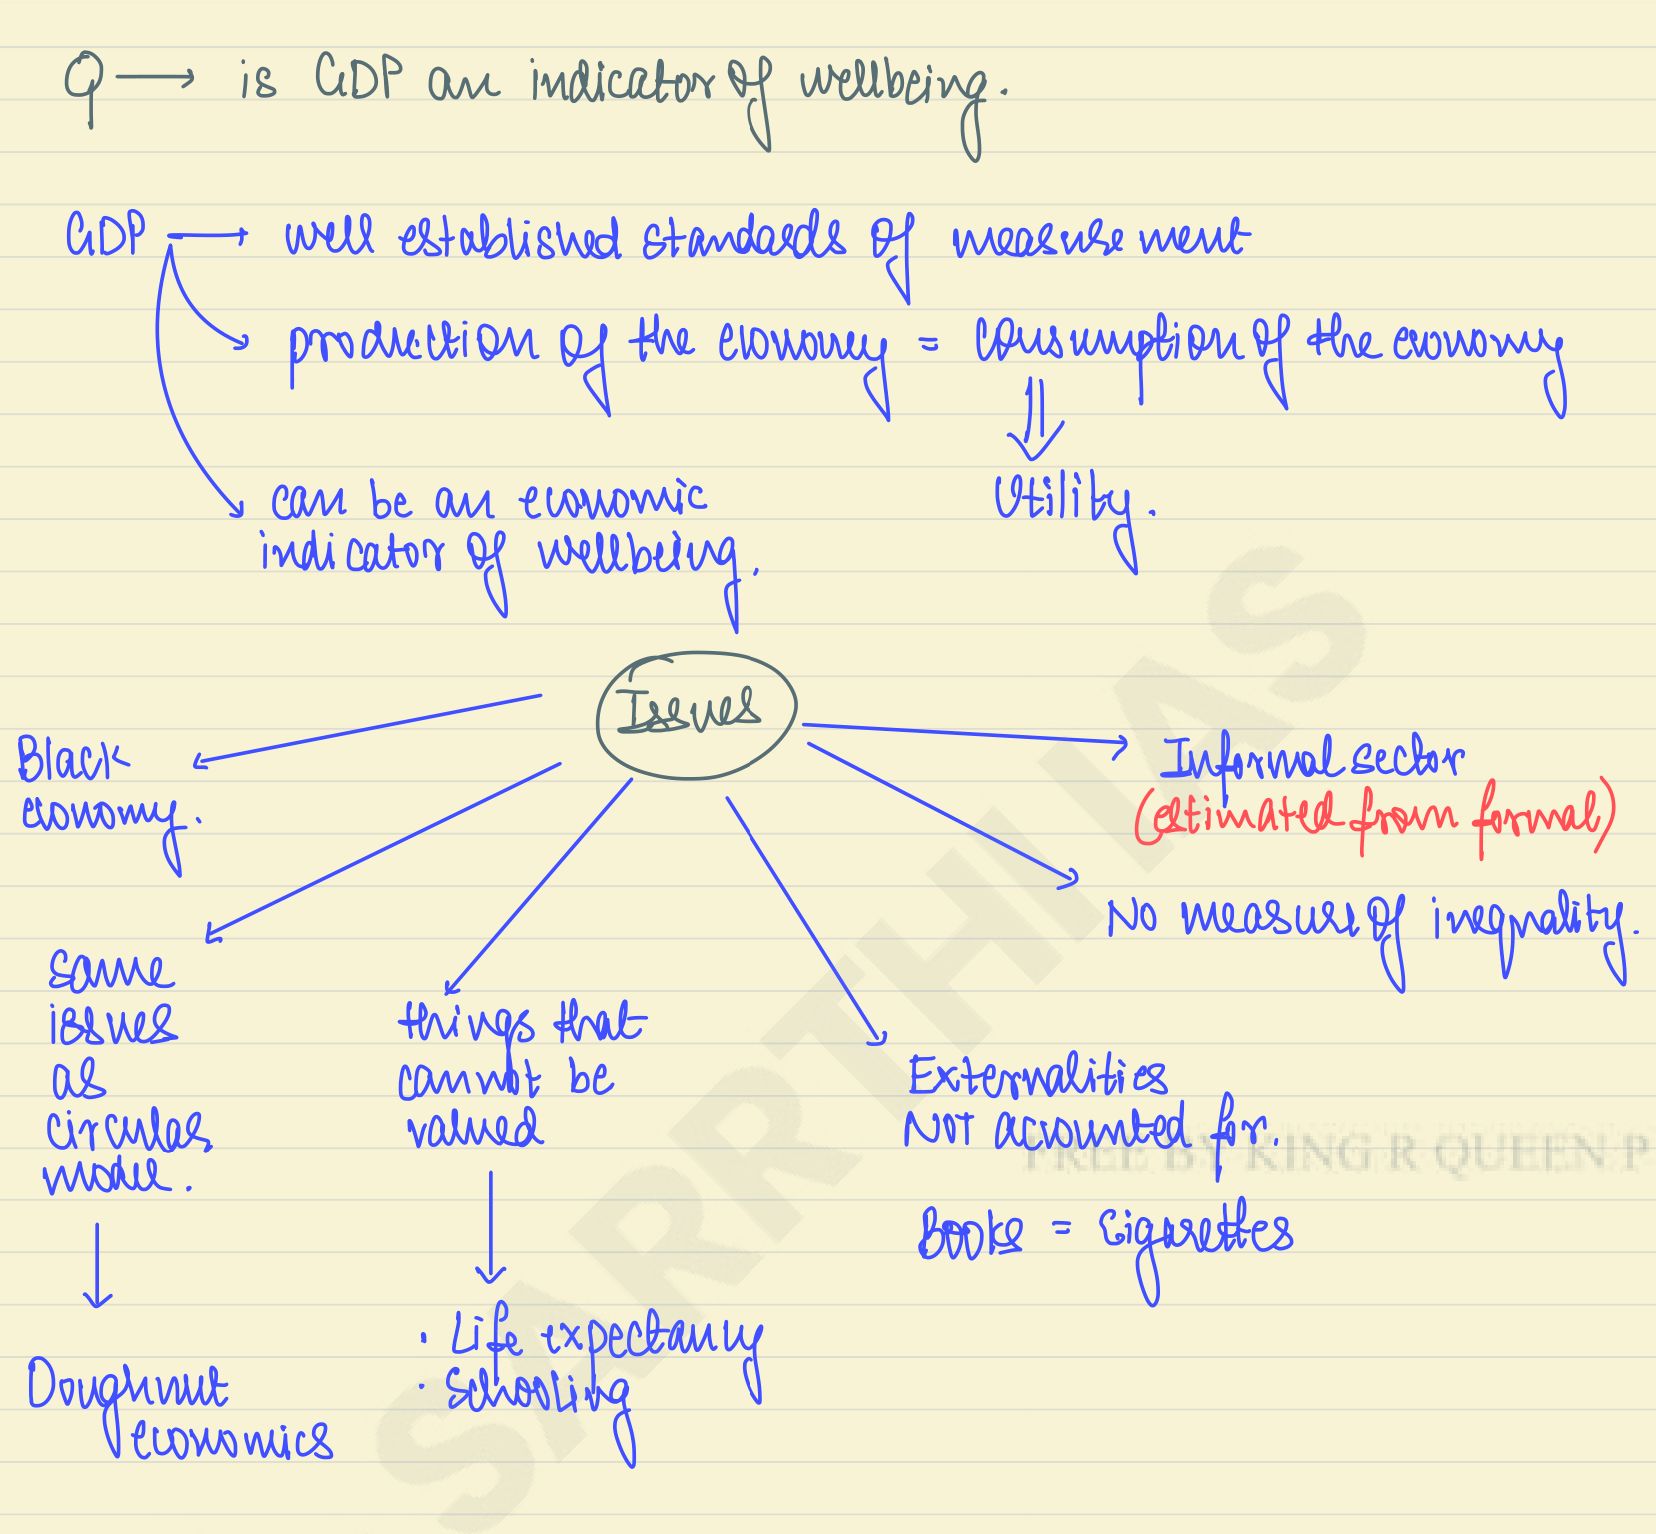 Q → is GDP an indicator of wellbeing.
GDP → well established standards of measurement
production of the economy = consumption of the economy
⇓
Utility.
can be an economic
indicator of wellbeing.
Issues
Black
economy.
Informal sector
(estimated from formal)
No measure of inequality.
same
issues
as
circular
model.
things that
cannot be
valued
Externalities
NOT accounted for.
Books = Cigarettes
Doughnut
economics
· Life expectancy
· Schooling
SARRTHI IAS
FREE BY KING R QUEEN P